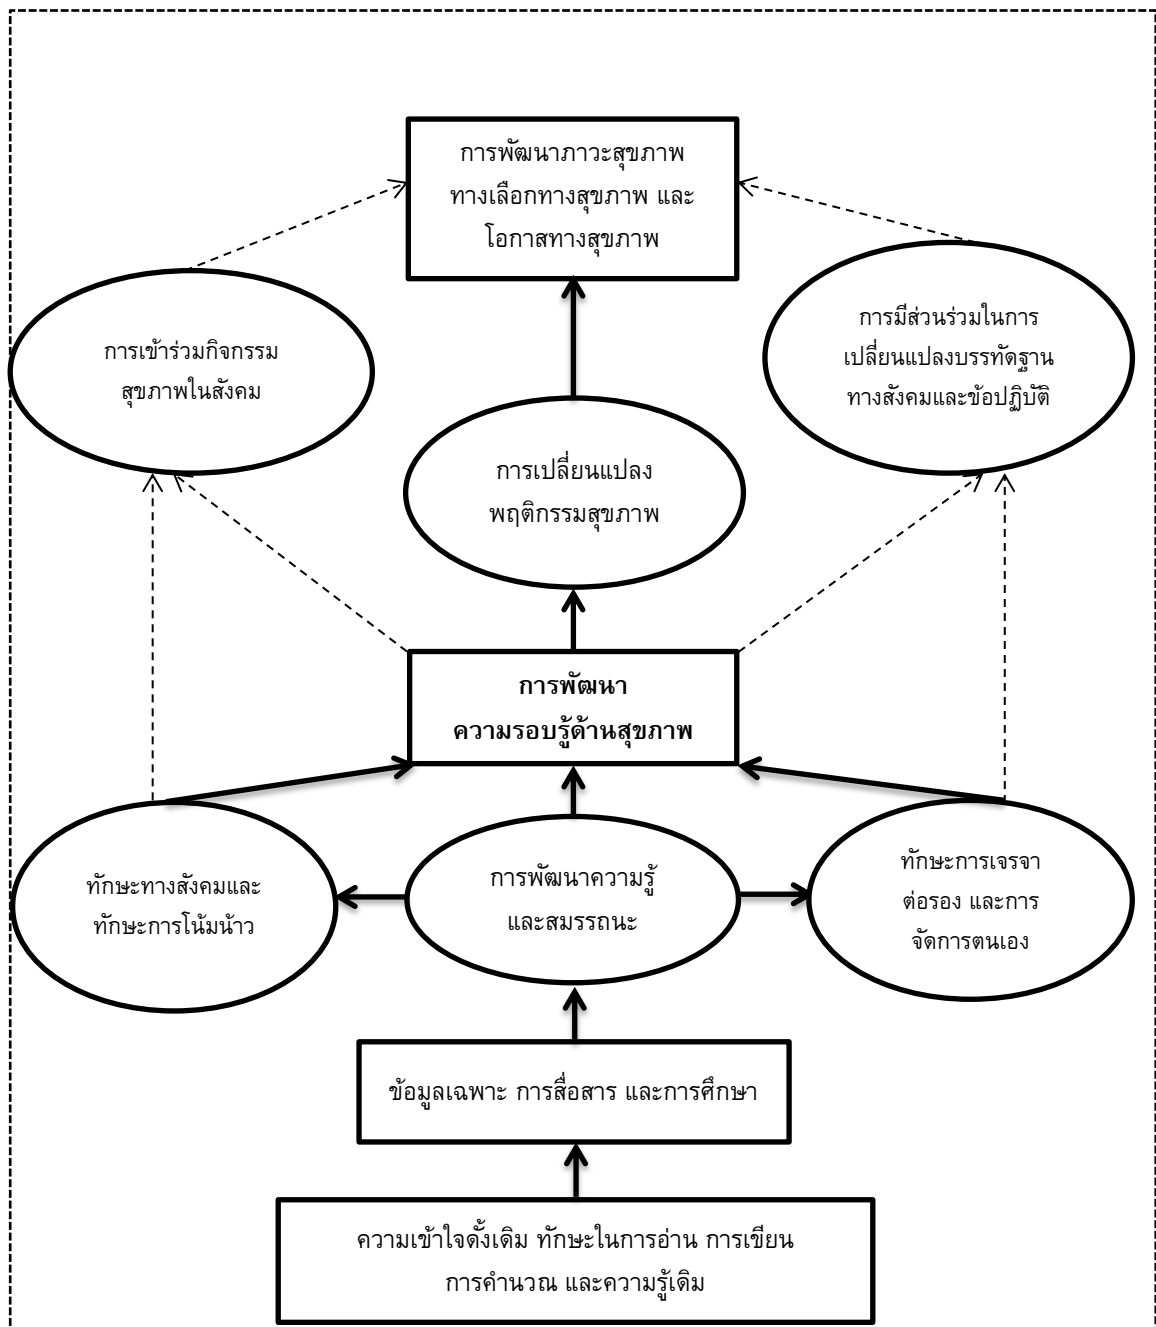 การพัฒนาภาวะสุขภาพ
ทางเลือกทางสุขภาพ และ
โอกาสทางสุขภาพ
การเข้าร่วมกิจกรรม
สุขภาพในสังคม
การมีส่วนร่วมในการ
เปลี่ยนแปลงบรรทัดฐาน
ทางสังคมและข้อปฏิบัติ
การเปลี่ยนแปลง
พฤติกรรมสุขภาพ
การพัฒนา
ความรอบรู้ด้านสุขภาพ
ทักษะทางสังคมและ
ทักษะการโน้มน้าว
การพัฒนาความรู้
และสมรรถนะ
ทักษะการเจรจา
ต่อรอง และการ
จัดการตนเอง
ข้อมูลเฉพาะ การสื่อสาร และการศึกษา
ความเข้าใจดั้งเดิม ทักษะในการอ่าน การเขียน
การคำนวณ และความรู้เดิม